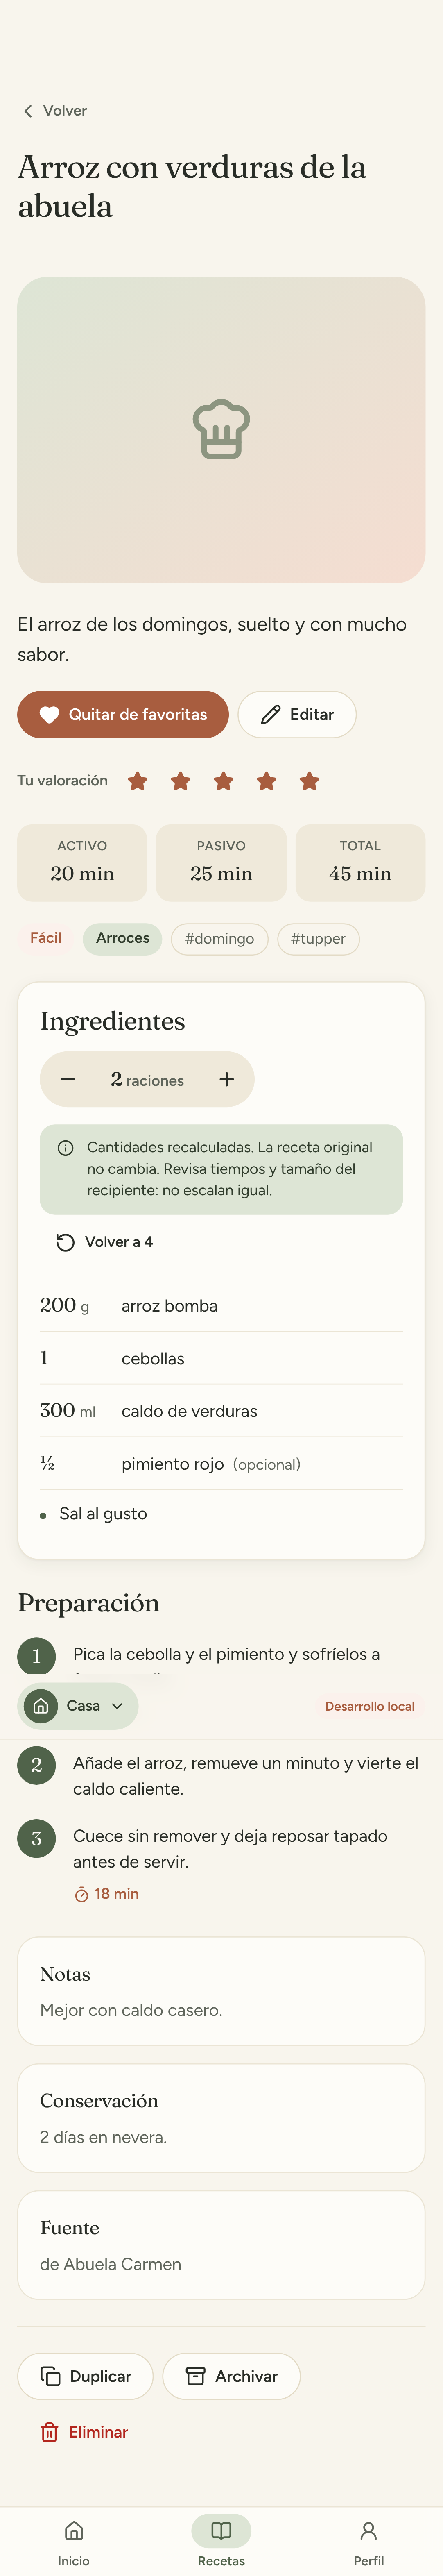 Volver
Arroz con verduras de la
abuela
El arroz de los domingos, suelto y con mucho
sabor.
Quitar de favoritas
Editar
Tu valoración
ACTIVO
20 min
PASIVO
25 min
TOTAL
45 min
Fácil
Arroces
#domingo
#tupper
Ingredientes
2 raciones
Cantidades recalculadas. La receta original
no cambia. Revisa tiempos y tamaño del
recipiente: no escalan igual.
Volver a 4
200 g arroz bomba
1 cebollas
300 ml caldo de verduras
½ pimiento rojo (opcional)
Sal al gusto
Preparación
1 Pica la cebolla y el pimiento y sofríelos a
Casa
Desarrollo local
2 Añade el arroz, remueve un minuto y vierte el
caldo caliente.
3 Cuece sin remover y deja reposar tapado
antes de servir.
18 min
Notas
Mejor con caldo casero.
Conservación
2 días en nevera.
Fuente
de Abuela Carmen
Duplicar
Archivar
Eliminar
Inicio
Recetas
Perfil